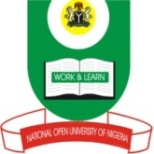 WORK & LEARN
NATIONAL OPEN UNIVERSITY OF NIGERIA